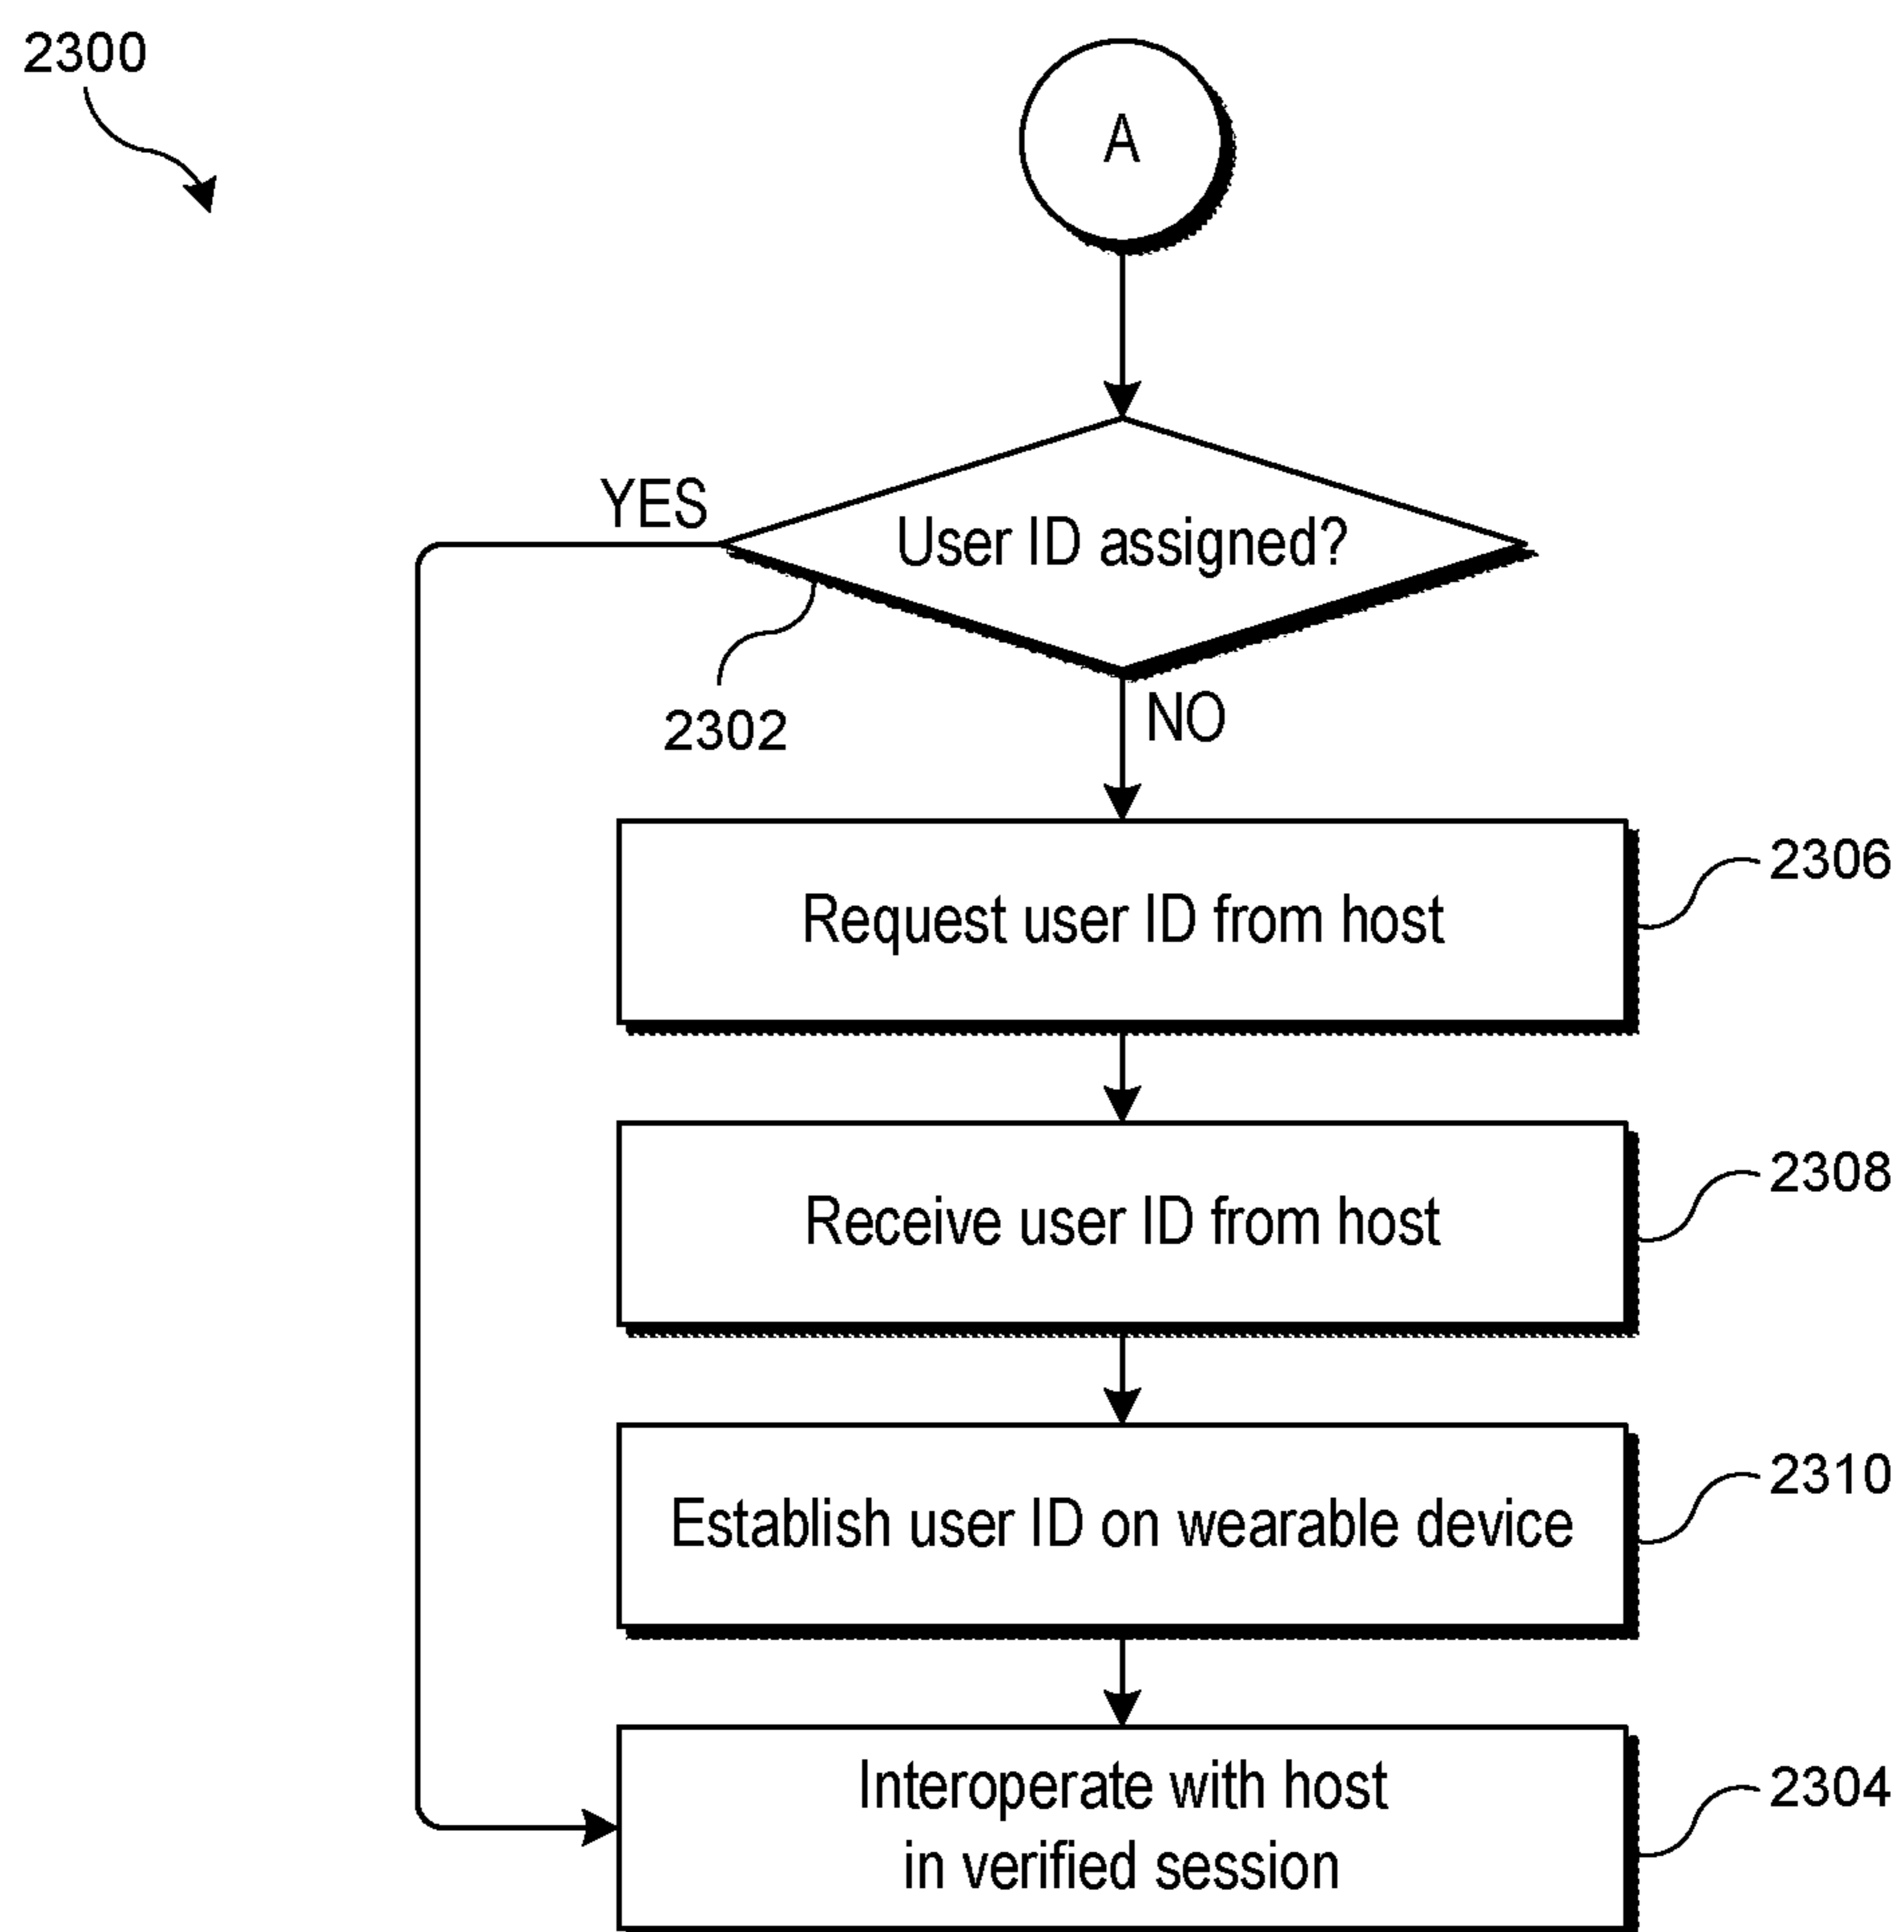 2300
A
YES
User ID assigned?
2302
NO
2306
Request user ID from host
2308
Receive user ID from host
2310
Establish user ID on wearable device
2304
Interoperate with host
in verified session